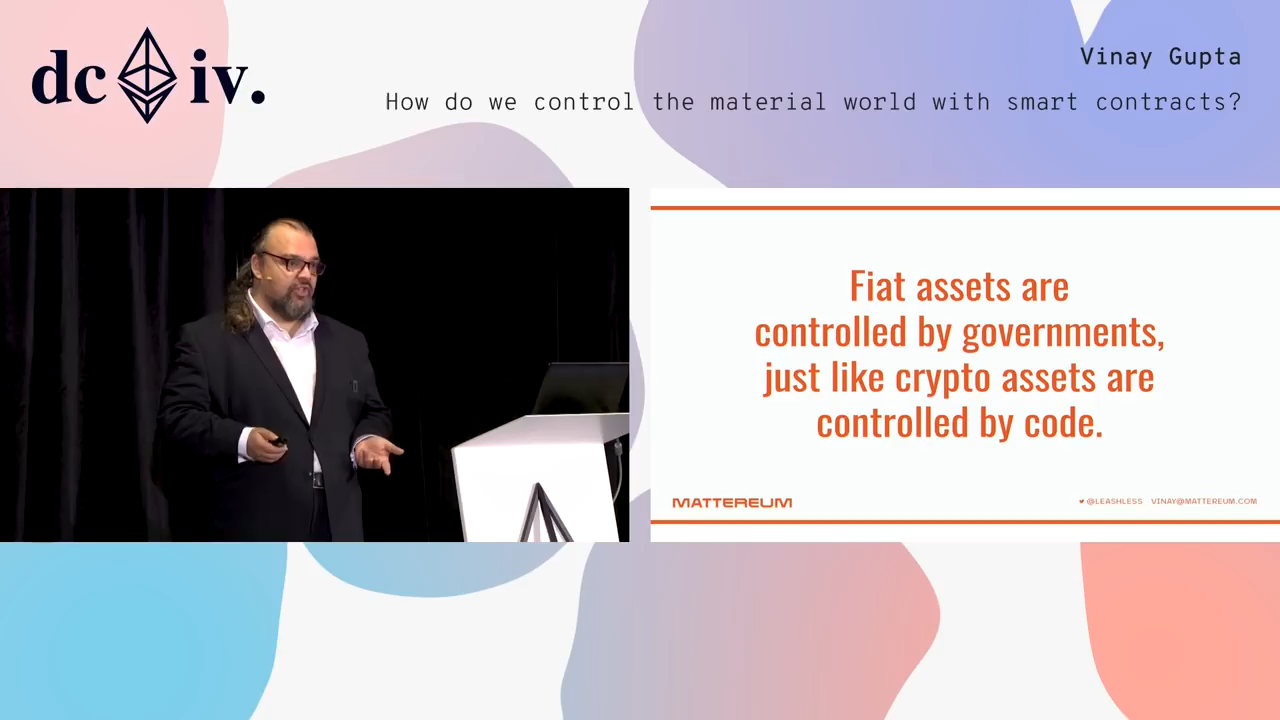 dc iv.
Vinay Gupta
How do we control the material world with smart contracts?
Fiat assets are
controlled by governments,
just like crypto assets are
controlled by code.
MATTEREUM
@LEASHLESS VINAY@MATTEREUM.COM